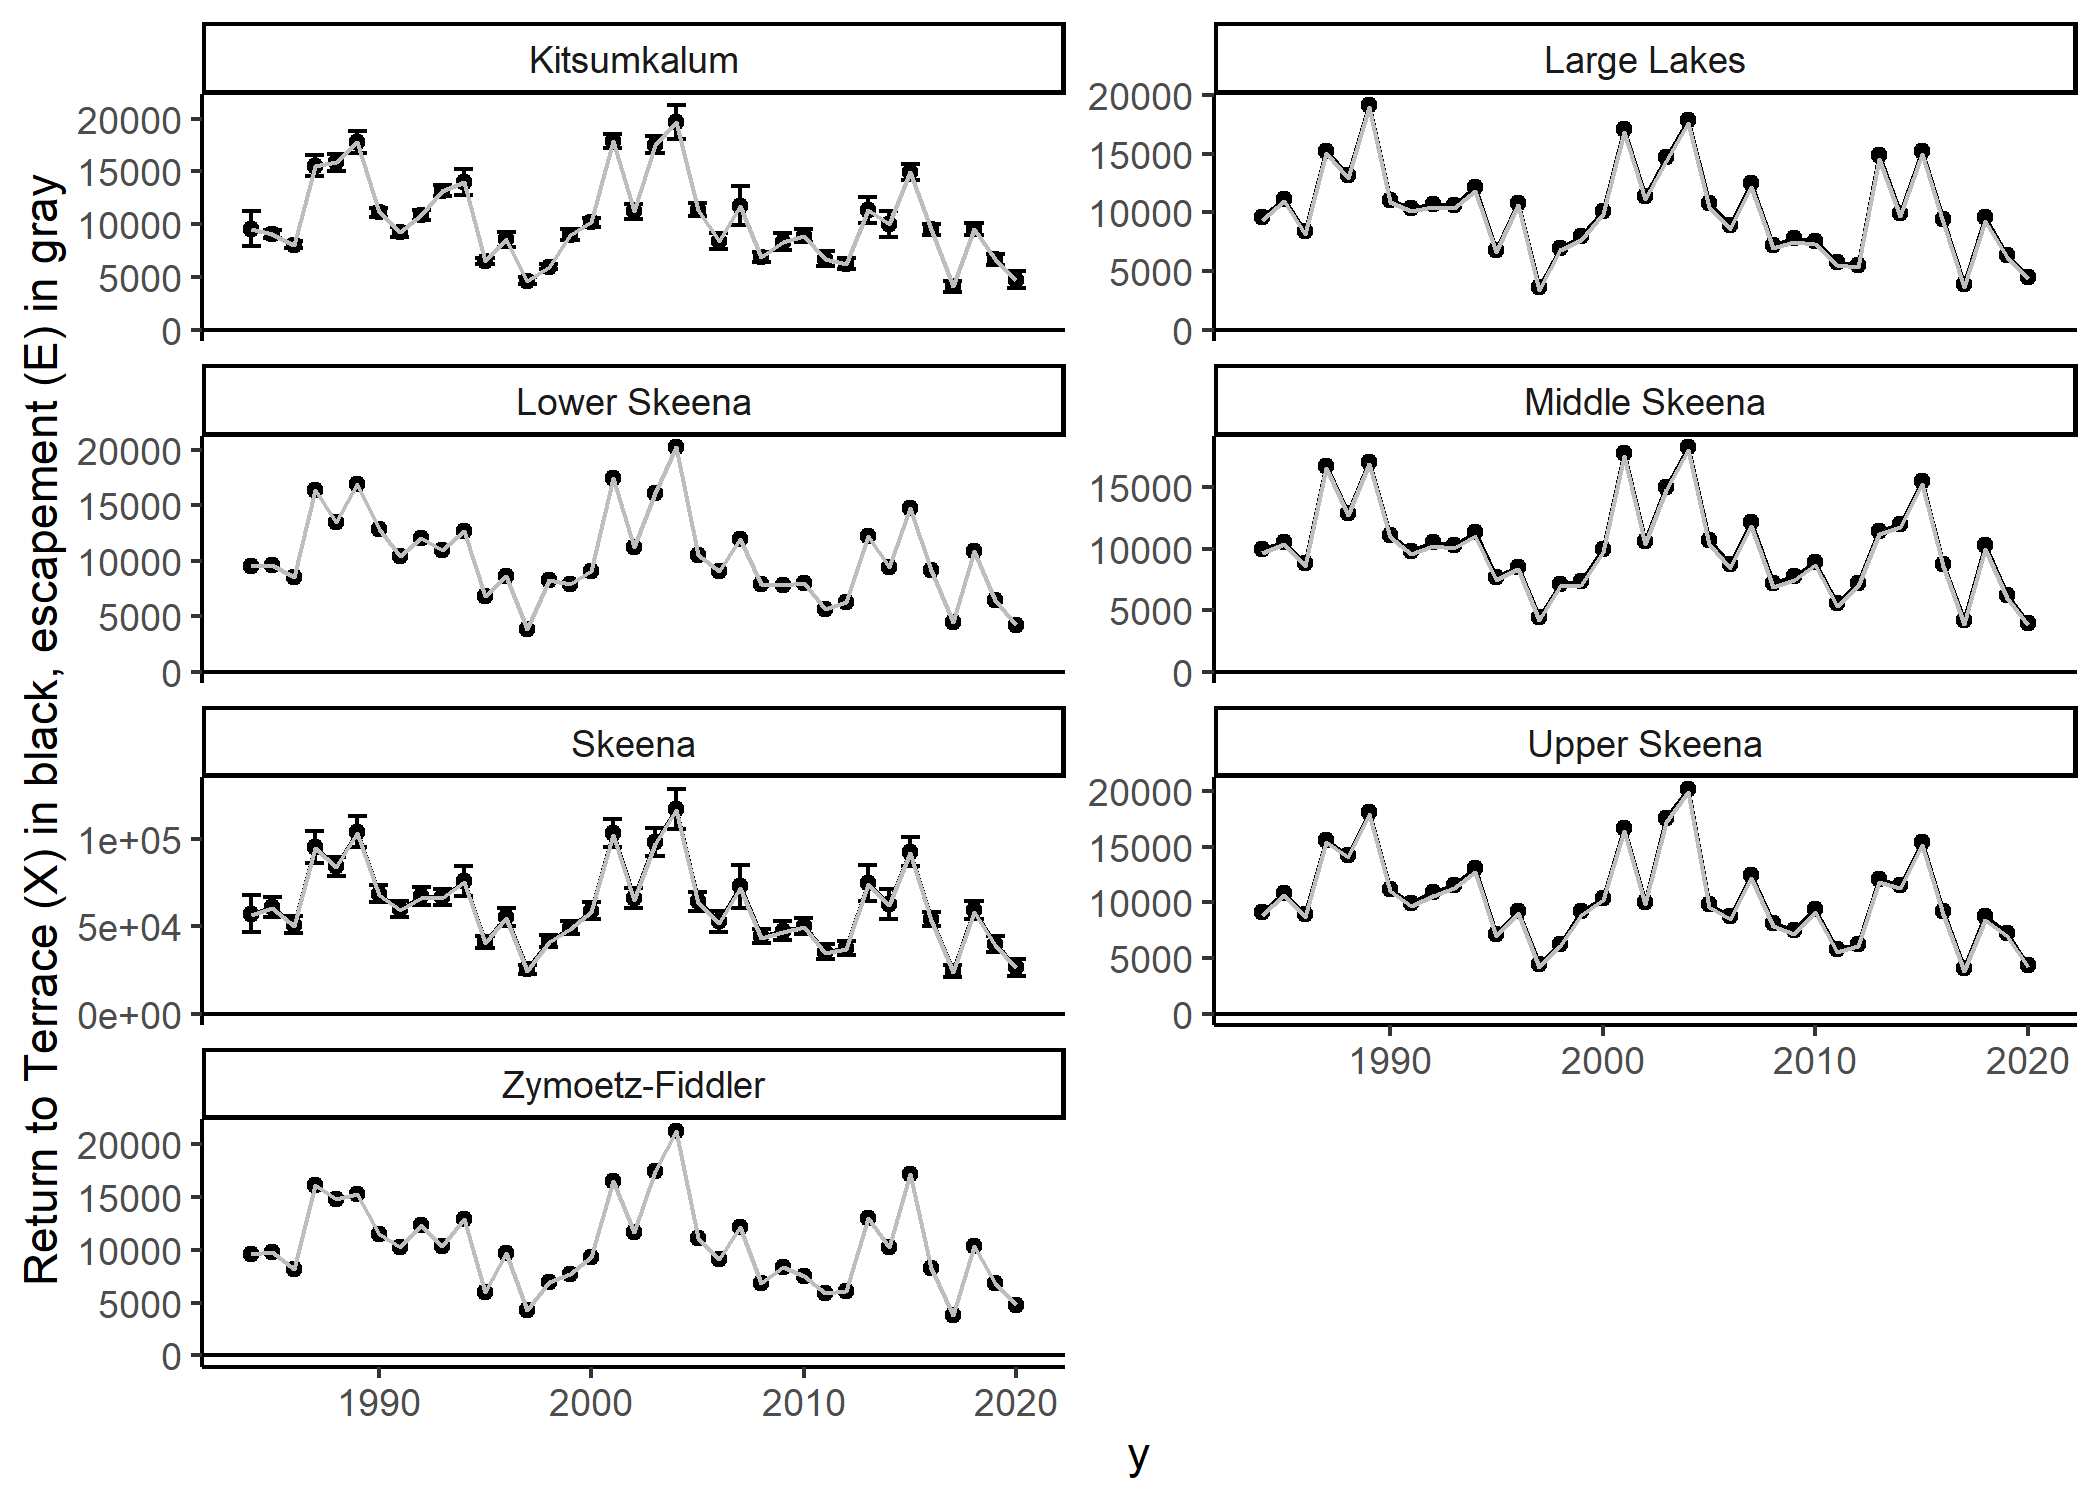 Return to Terrace (X) in black, escapement (E) in gray
Kitsumkalum
20000
15000
10000
5000
0
Large Lakes
20000
15000
10000
5000
0
Lower Skeena
20000
15000
10000
5000
0
Middle Skeena
15000
10000
5000
0
Skeena
1e+05
5e+04
0e+00
Upper Skeena
20000
15000
10000
5000
0
1990 2000 2010 2020
Zymoetz-Fiddler
20000
15000
10000
5000
0
1990 2000 2010 2020
y